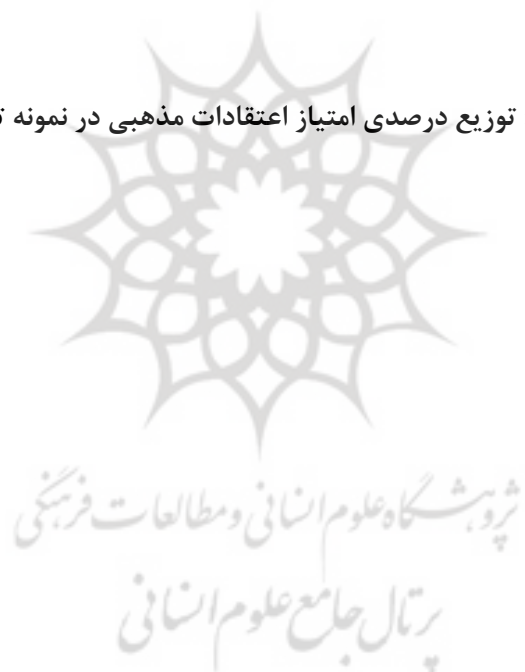 توزیع درصدی امتیاز اعتقادات مذهبی در نمونه
پژوهشگاه علوم انسانی و مطالعات فرهنگی
پرتال جامع علوم انسانی